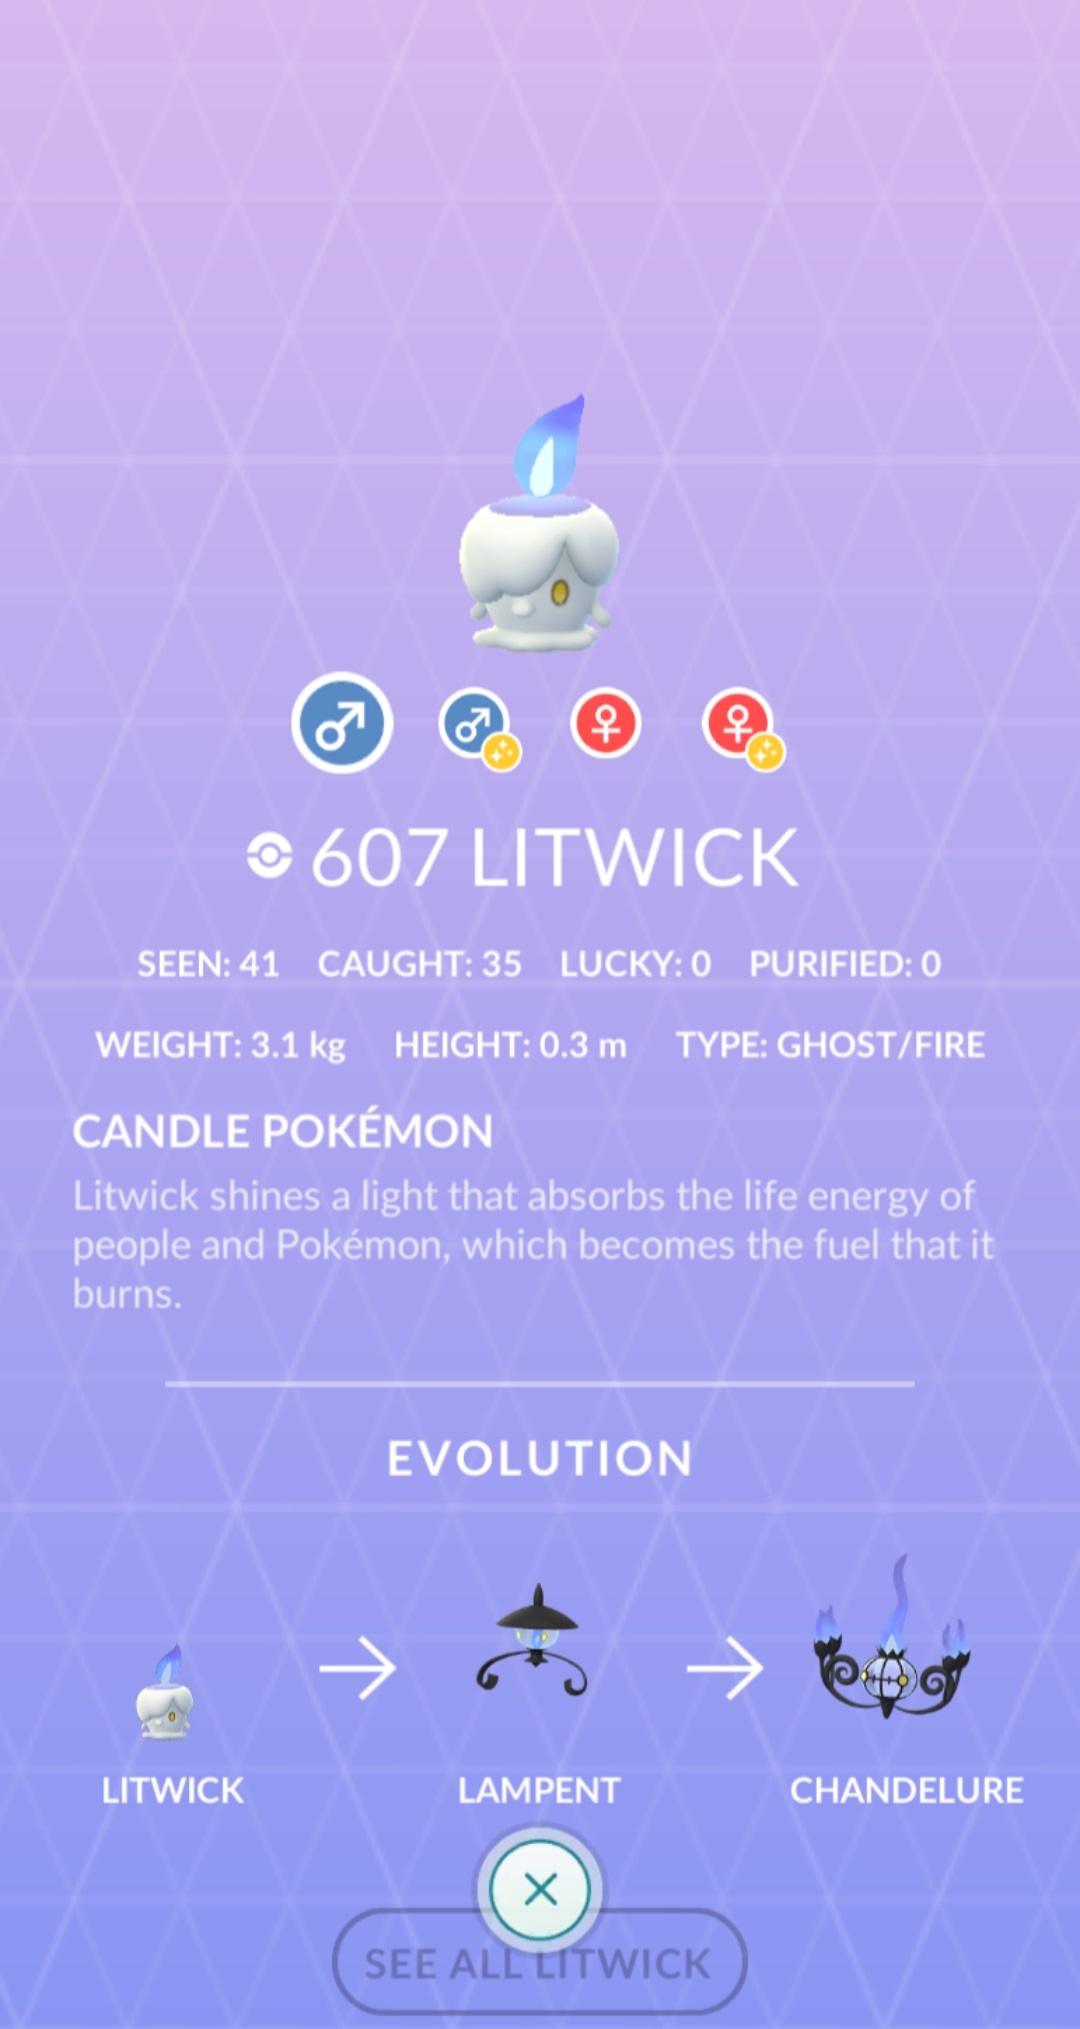 607 LITWICK
SEEN: 41 CAUGHT: 35 LUCKY: 0 PURIFIED: 0
WEIGHT: 3.1 kg HEIGHT: 0.3 m TYPE: GHOST/FIRE
CANDLE POKÉMON
Litwick shines a light that absorbs the life energy of
people and Pokémon, which becomes the fuel that it
burns.
EVOLUTION
LITWICK LAMPENT CHANDELURE
SEE ALL LITWICK